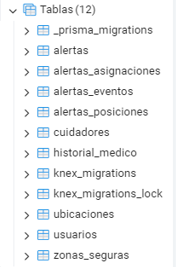 Tablas (12)
_prisma_migrations
alertas
alertas_asignaciones
alertas_eventos
alertas_posiciones
cuidadores
historial_medico
knex_migrations
knex_migrations_lock
ubicaciones
usuarios
zonas_seguras